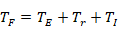 T_F = T_E + T_r + T_I